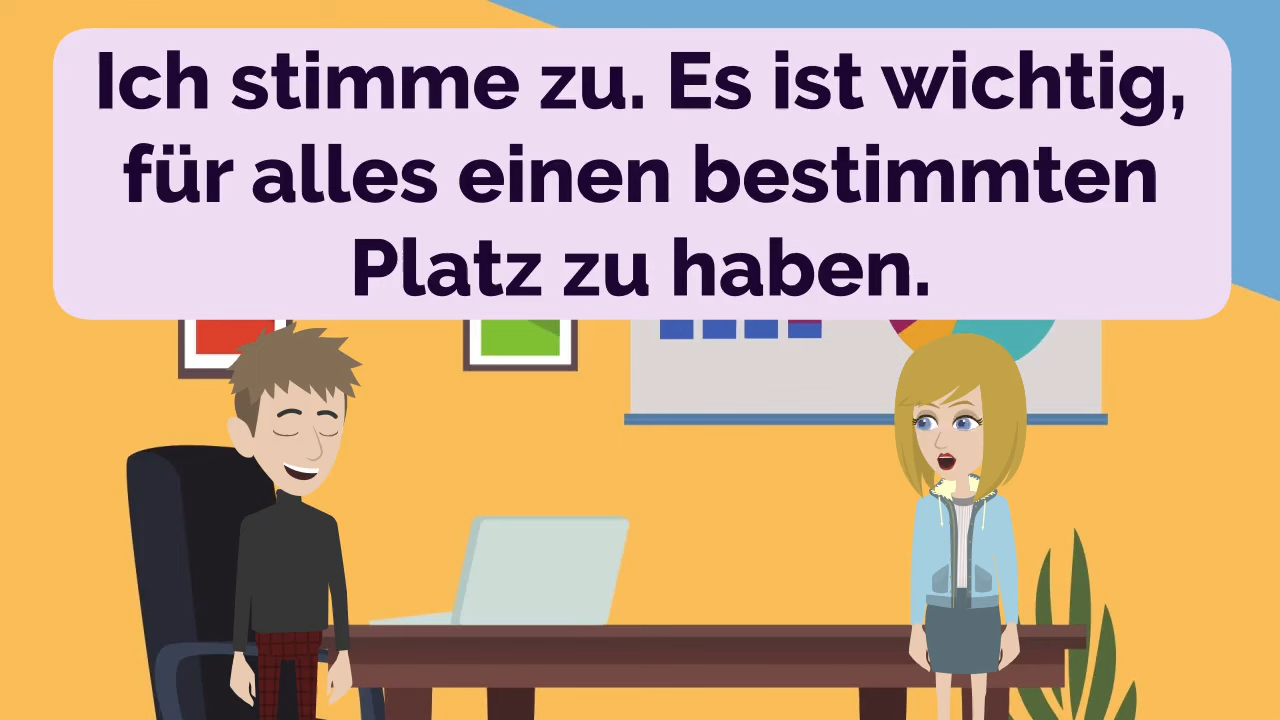 Ich stimme zu. Es ist wichtig,
für alles einen bestimmten
Platz zu haben.